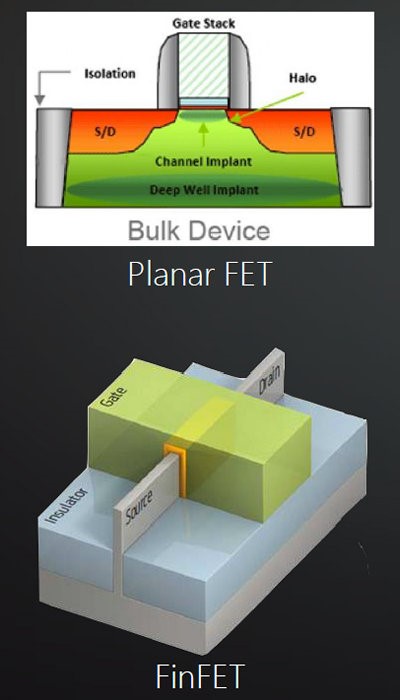 Gate Stack
Isolation
Halo
S/D
S/D
Channel Implant
Deep Well Implant
Bulk Device
Planar FET
Gate
Drain
Source
Insulator
FinFET